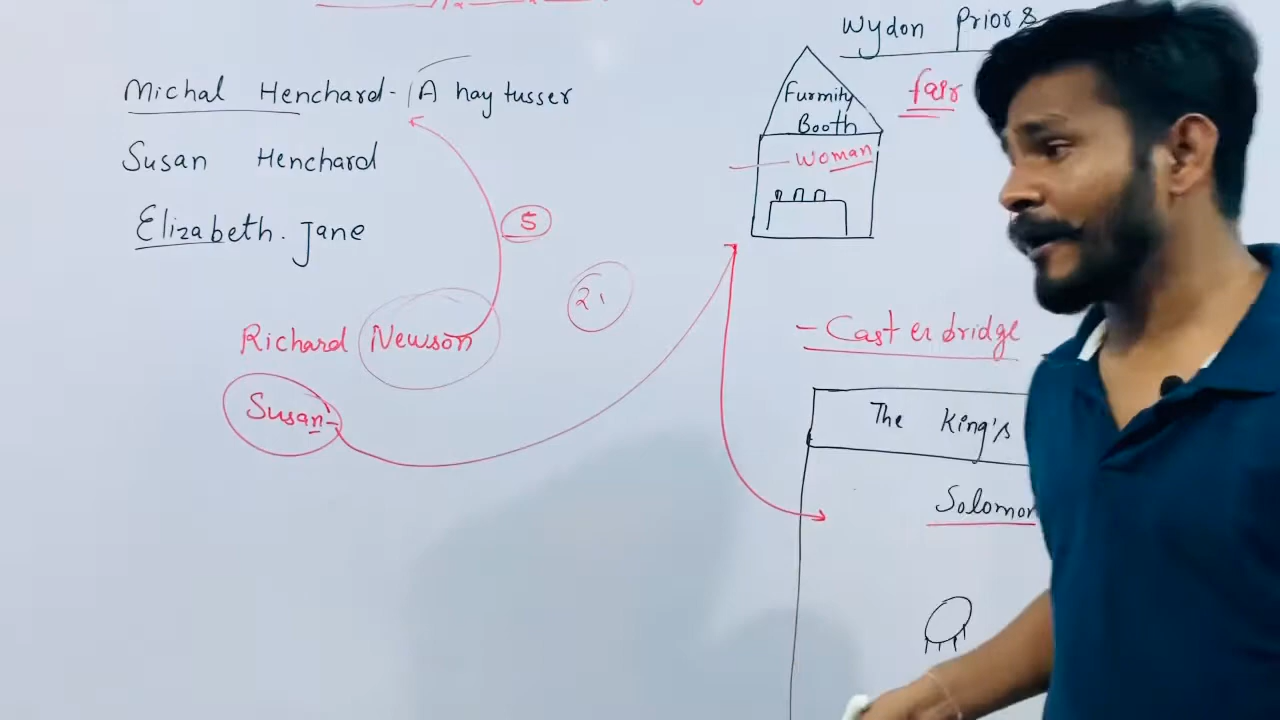 Wydon Priors
fair
Michal Henchard - A hay tusser
Susan Henchard
Elizabeth. Jane
Furmity
Booth
Woman
5
Richard Newson
Susan-
- Casterbridge
The King's
Solomon